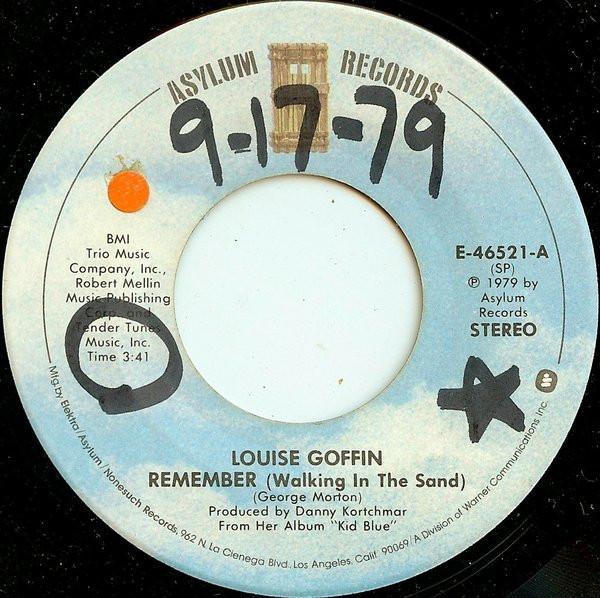 ASYLUM RECORDS
9-17-79
BMI
Trio Music
Company, Inc.,
Robert Mellin
Music Publishing
Corp. and
Tender Tunes
Music, Inc.
Time 3:41
E-46521-A
(SP)
℗ 1979 by
Asylum
Records
STEREO
LOUISE GOFFIN
REMEMBER (Walking In The Sand)
(George Morton)
Produced by Danny Kortchmar
From Her Album "Kid Blue"
Mfg. by Elektra/Asylum/Nonesuch Records, 962 N. La Cienega Blvd., Los Angeles, Calif. 90069/A Division of Warner Communications Inc.